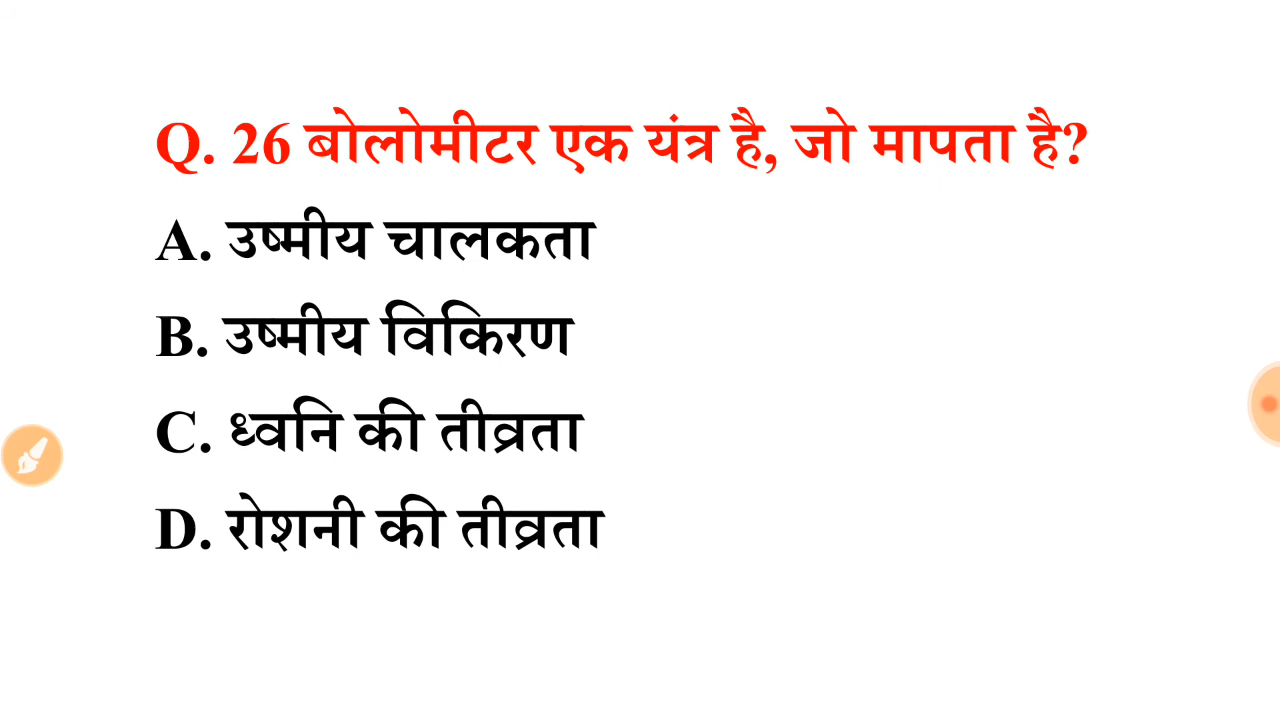 Q. 26 बोलोमीटर एक यंत्र है, जो मापता है?
A. उष्मीय चालकता
B. उष्मीय विकिरण
C. ध्वनि की तीव्रता
D. रोशनी की तीव्रता